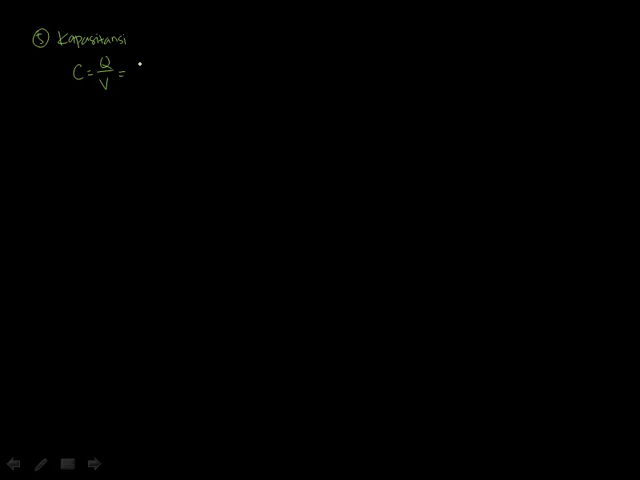 ⑤ Kapasitansi
C = Q/V =